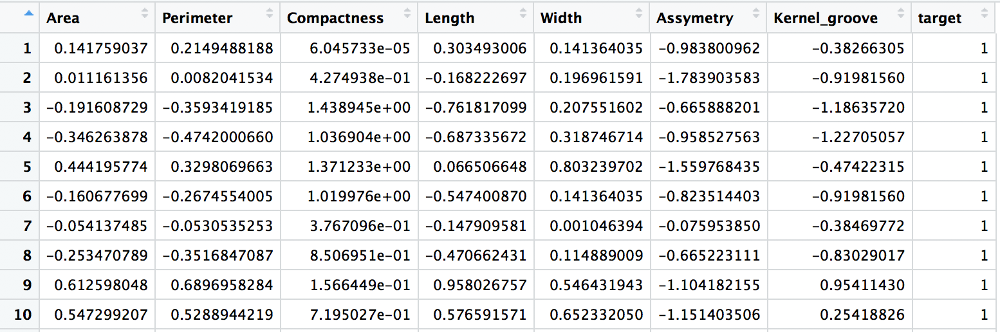 Area Perimeter Compactness Length Width Assymetry Kernel_groove target
1 0.141759037 0.2149488188 6.045733e-05 0.303493006 0.141364035 −0.983800962 −0.38266305 1
2 0.011161356 0.0082041534 4.274938e-01 −0.168222697 0.196961591 −1.783903583 −0.91981560 1
3 −0.191608729 −0.3593419185 1.438945e+00 −0.761817099 0.207551602 −0.665888201 −1.18635720 1
4 −0.346263878 −0.4742000660 1.036904e+00 −0.687335672 0.318746714 −0.958527563 −1.22705057 1
5 0.444195774 0.3298069663 1.371233e+00 0.066506648 0.803239702 −1.559768435 −0.47422315 1
6 −0.160677699 −0.2674554005 1.019976e+00 −0.547400870 0.141364035 −0.823514403 −0.91981560 1
7 −0.054137485 −0.0530535253 3.767096e-01 −0.147909581 0.001046394 −0.075953850 −0.38469772 1
8 −0.253470789 −0.3516847087 8.506951e-01 −0.470662431 0.114889009 −0.665223111 −0.83029017 1
9 0.612598048 0.6896958284 1.566449e-01 0.958026757 0.546431943 −1.104182155 0.95411430 1
10 0.547299207 0.5288944219 7.195027e-01 0.576591571 0.652332050 −1.151403506 0.25418826 1